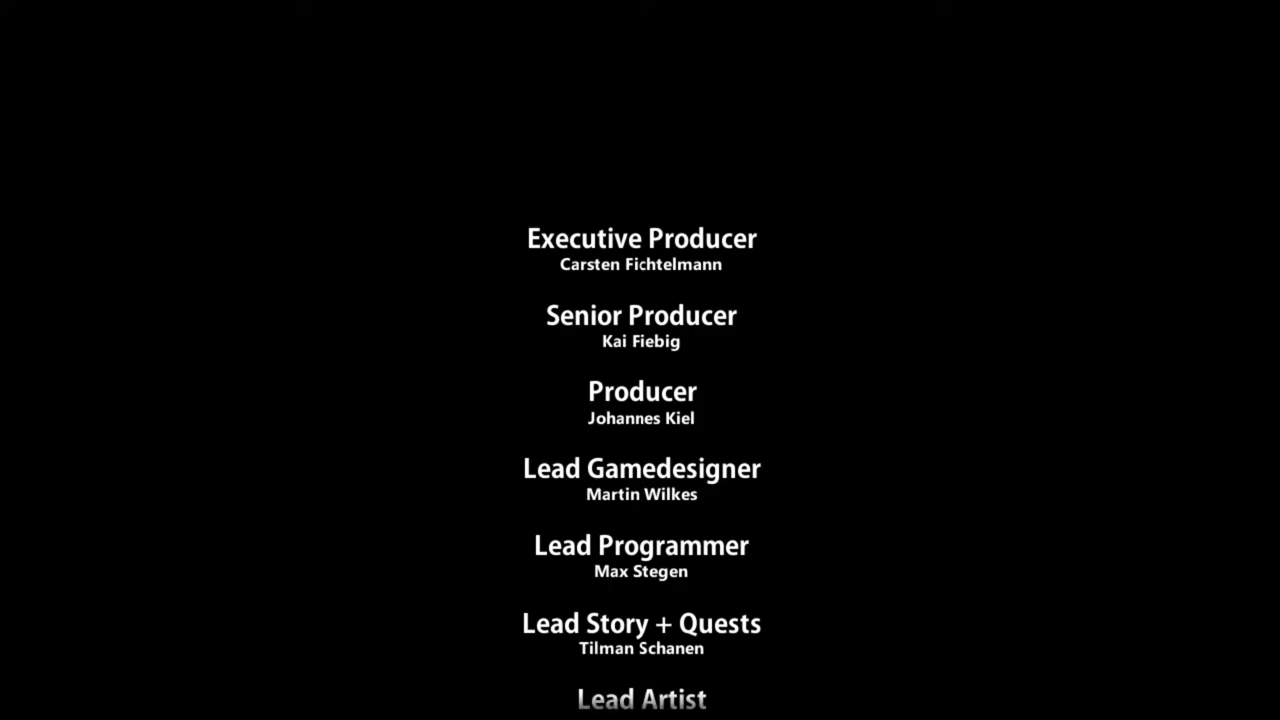 Executive Producer
Carsten Fichtelmann
Senior Producer
Kai Fiebig
Producer
Johannes Kiel
Lead Gamedesigner
Martin Wilkes
Lead Programmer
Max Stegen
Lead Story + Quests
Tilman Schanen
Lead Artist